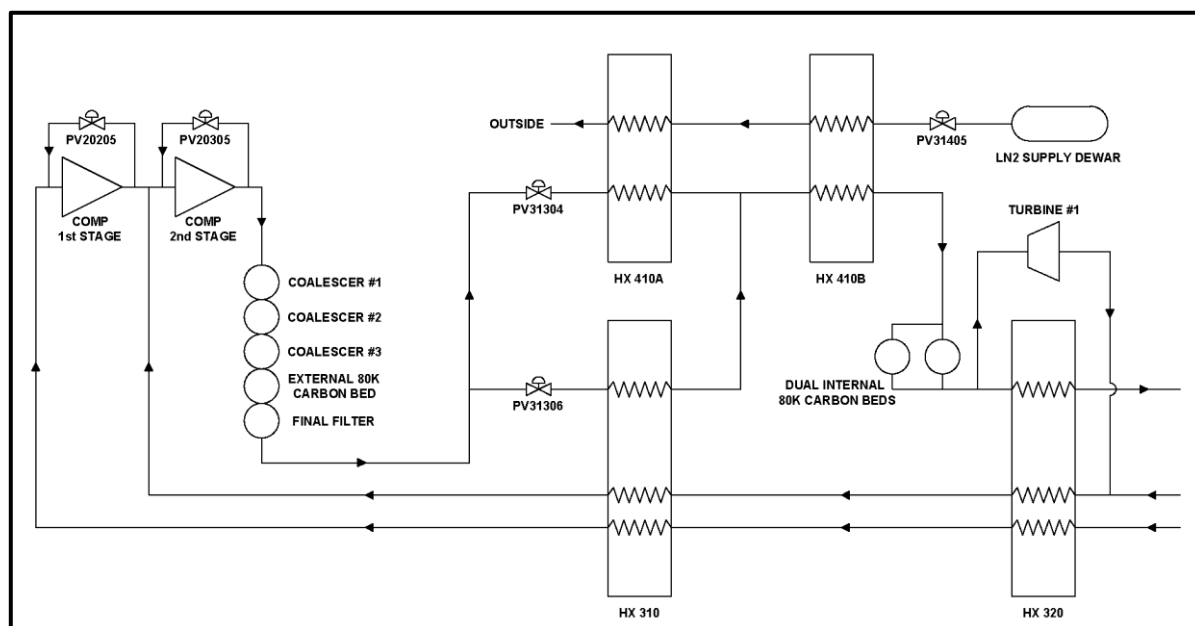 PV20205
PV20305
COMP
1st STAGE
COMP
2nd STAGE
COALESCER #1
COALESCER #2
COALESCER #3
EXTERNAL 80K
CARBON BED
FINAL FILTER
OUTSIDE
PV31304
PV31306
HX 410A
HX 410B
PV31405
LN2 SUPPLY DEWAR
TURBINE #1
DUAL INTERNAL
80K CARBON BEDS
HX 310
HX 320